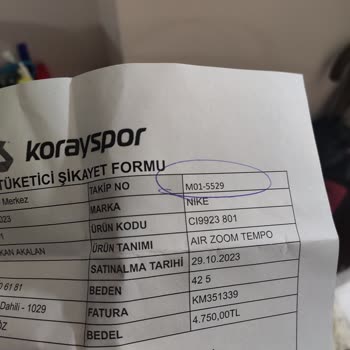 korayspor
TÜKETİCİ ŞİKAYET FORMU
Merkez TAKİP NO M01-5529
023 MARKA NIKE
1 ÜRÜN KODU CI9923 801
KAN AKALAN ÜRÜN TANIMI AIR ZOOM TEMPO
SATINALMA TARİHİ 29.10.2023
0 61 81 BEDEN 42 5
Dahili - 1029 FATURA KM351339
ÖZ BEDEL 4.750,00TL